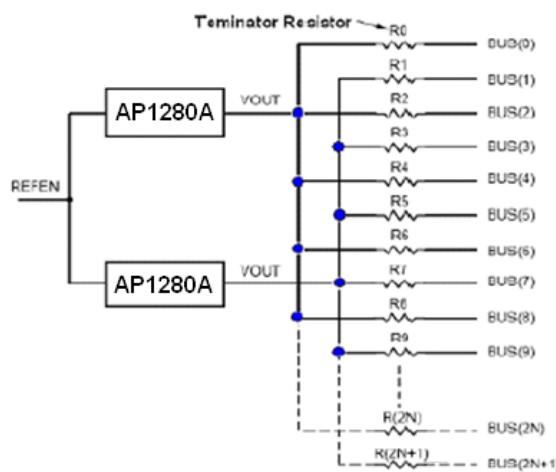 Teminator Resistor
R0 BUS(0)
R1 BUS(1)
AP1280A VOUT R2 BUS(2)
R3 BUS(3)
R4 BUS(4)
REFEN
R5 BUS(5)
R6 BUS(6)
AP1280A VOUT R7 BUS(7)
R8 BUS(8)
R9 BUS(9)
R(2N) BUS(2N)
R(2N+1) BUS(2N+1